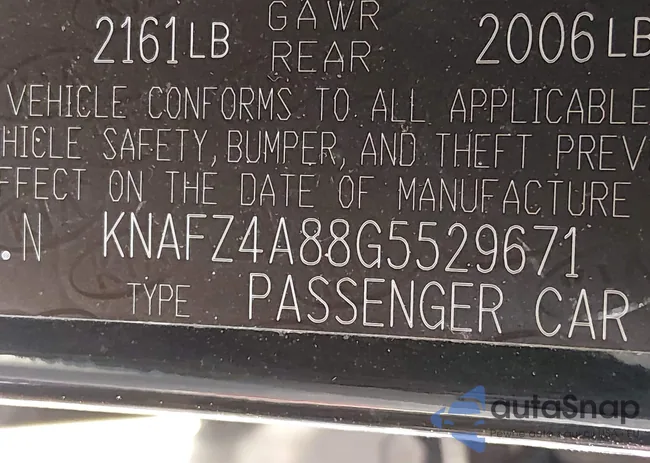 GAWR
2161LB REAR 2006LB
VEHICLE CONFORMS TO ALL APPLICABLE
HICLE SAFETY, BUMPER, AND THEFT PREV
FFECT ON THE DATE OF MANUFACTURE
.N KNAFZ4A88G5529671
TYPE PASSENGER CAR
autoSnap